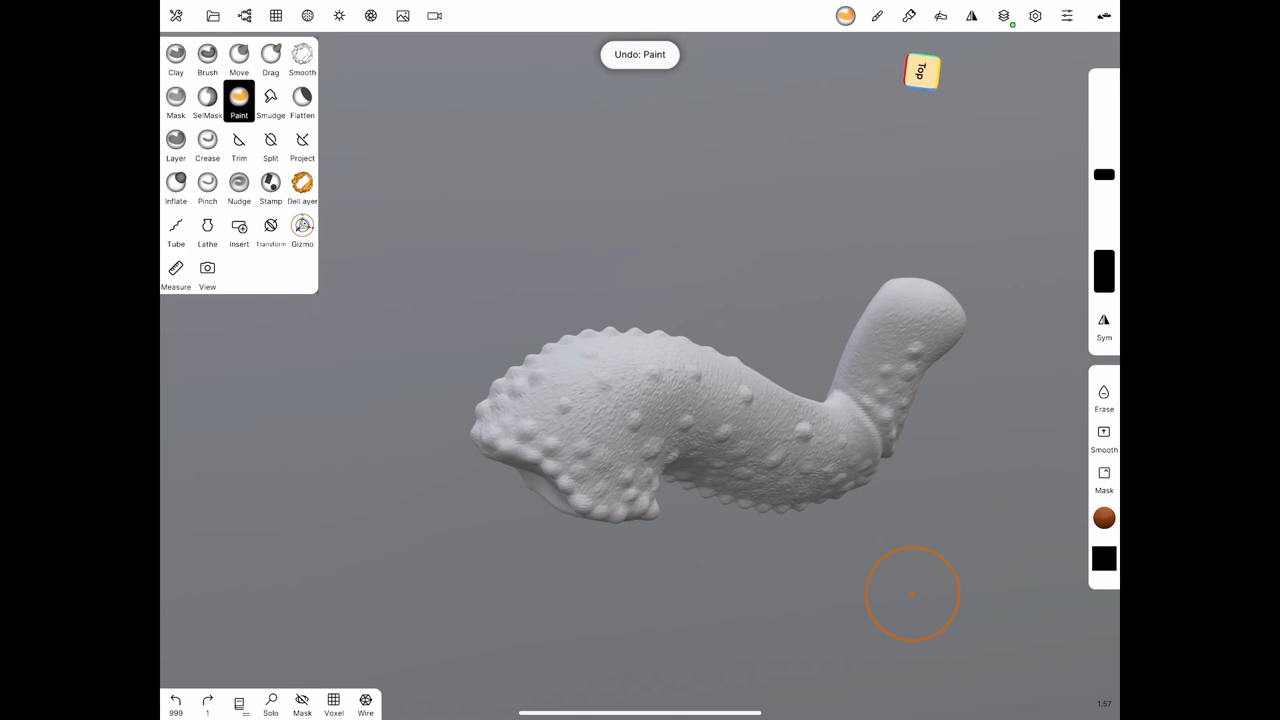 Undo: Paint
Top
Clay Brush Move Drag Smooth
Mask SelMask Paint Smudge Flatten
Layer Crease Trim Split Project
Inflate Pinch Nudge Stamp DelLayer
Tube Lathe Insert Transform Gizmo
Measure View
Sym
Erase
Smooth
Mask
999 1 Solo Mask Voxel Wire
1.57